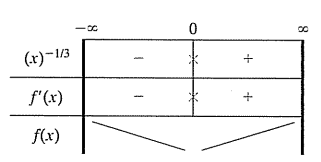 −∞ 0 ∞
(x)^{-1/3} − × +
f′(x) − × +
f(x)